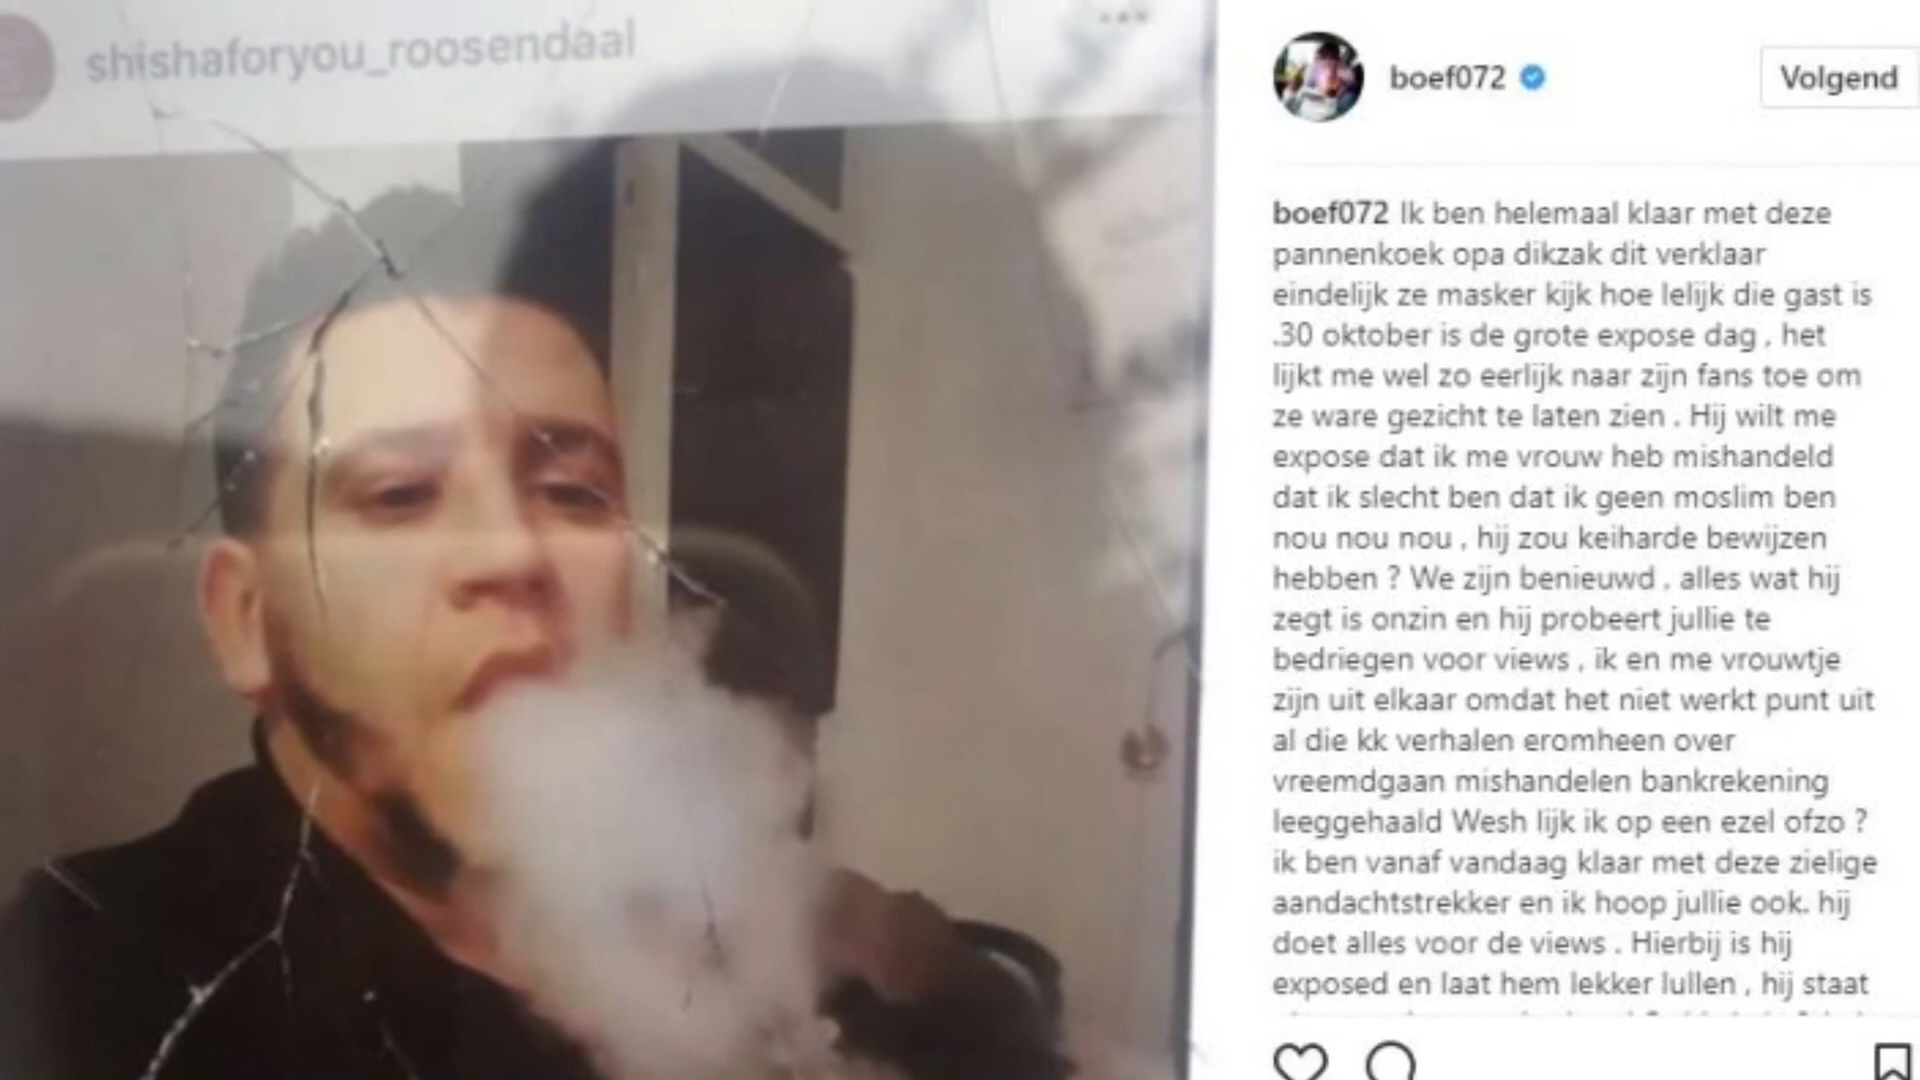 shishaforyou_roosendaal
boef072
Volgend
boef072 Ik ben helemaal klaar met deze
pannenkoek opa dikzak dit verklaar
eindelijk ze masker kijk hoe lelijk die gast is
.30 oktober is de grote expose dag , het
lijkt me wel zo eerlijk naar zijn fans toe om
ze ware gezicht te laten zien . Hij wilt me
expose dat ik me vrouw heb mishandeld
dat ik slecht ben dat ik geen moslim ben
nou nou nou , hij zou keiharde bewijzen
hebben ? We zijn benieuwd . alles wat hij
zegt is onzin en hij probeert jullie te
bedriegen voor views , ik en me vrouwtje
zijn uit elkaar omdat het niet werkt punt uit
al die kk verhalen eromheen over
vreemdgaan mishandelen bankrekening
leeggehaald Wesh lijk ik op een ezel ofzo ?
ik ben vanaf vandaag klaar met deze zielige
aandachtstrekker en ik hoop jullie ook. hij
doet alles voor de views . Hierbij is hij
exposed en laat hem lekker lullen , hij staat